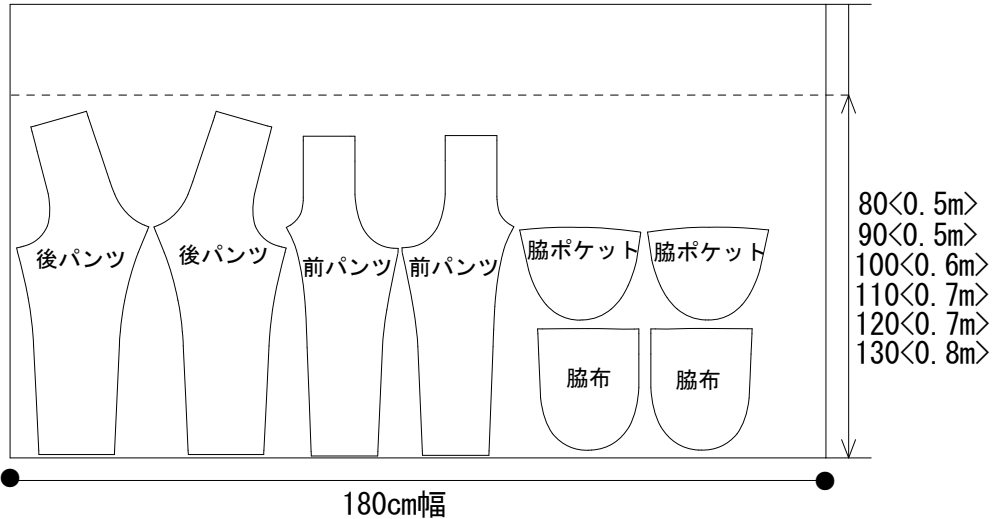 後パンツ
後パンツ
前パンツ
前パンツ
脇ポケット
脇ポケット
脇布
脇布
80<0.5m>
90<0.5m>
100<0.6m>
110<0.7m>
120<0.7m>
130<0.8m>
180cm幅